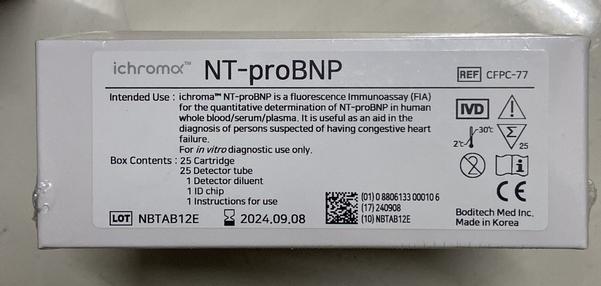 ichroma™ NT-proBNP
REF CFPC-77
Intended Use : ichroma™ NT-proBNP is a fluorescence Immunoassay (FIA)
for the quantitative determination of NT-proBNP in human
whole blood/serum/plasma. It is useful as an aid in the
diagnosis of persons suspected of having congestive heart
failure.
For in vitro diagnostic use only.
Box Contents : 25 Cartridge
25 Detector tube
1 Detector diluent
1 ID chip
1 Instructions for use
LOT NBTAB12E
2024.09.08
(01) 0 8806133 00010 6
(17) 240908
(10) NBTAB12E
IVD
2℃ 30℃
Σ 25
2
i
CE
Boditech Med Inc.
Made in Korea